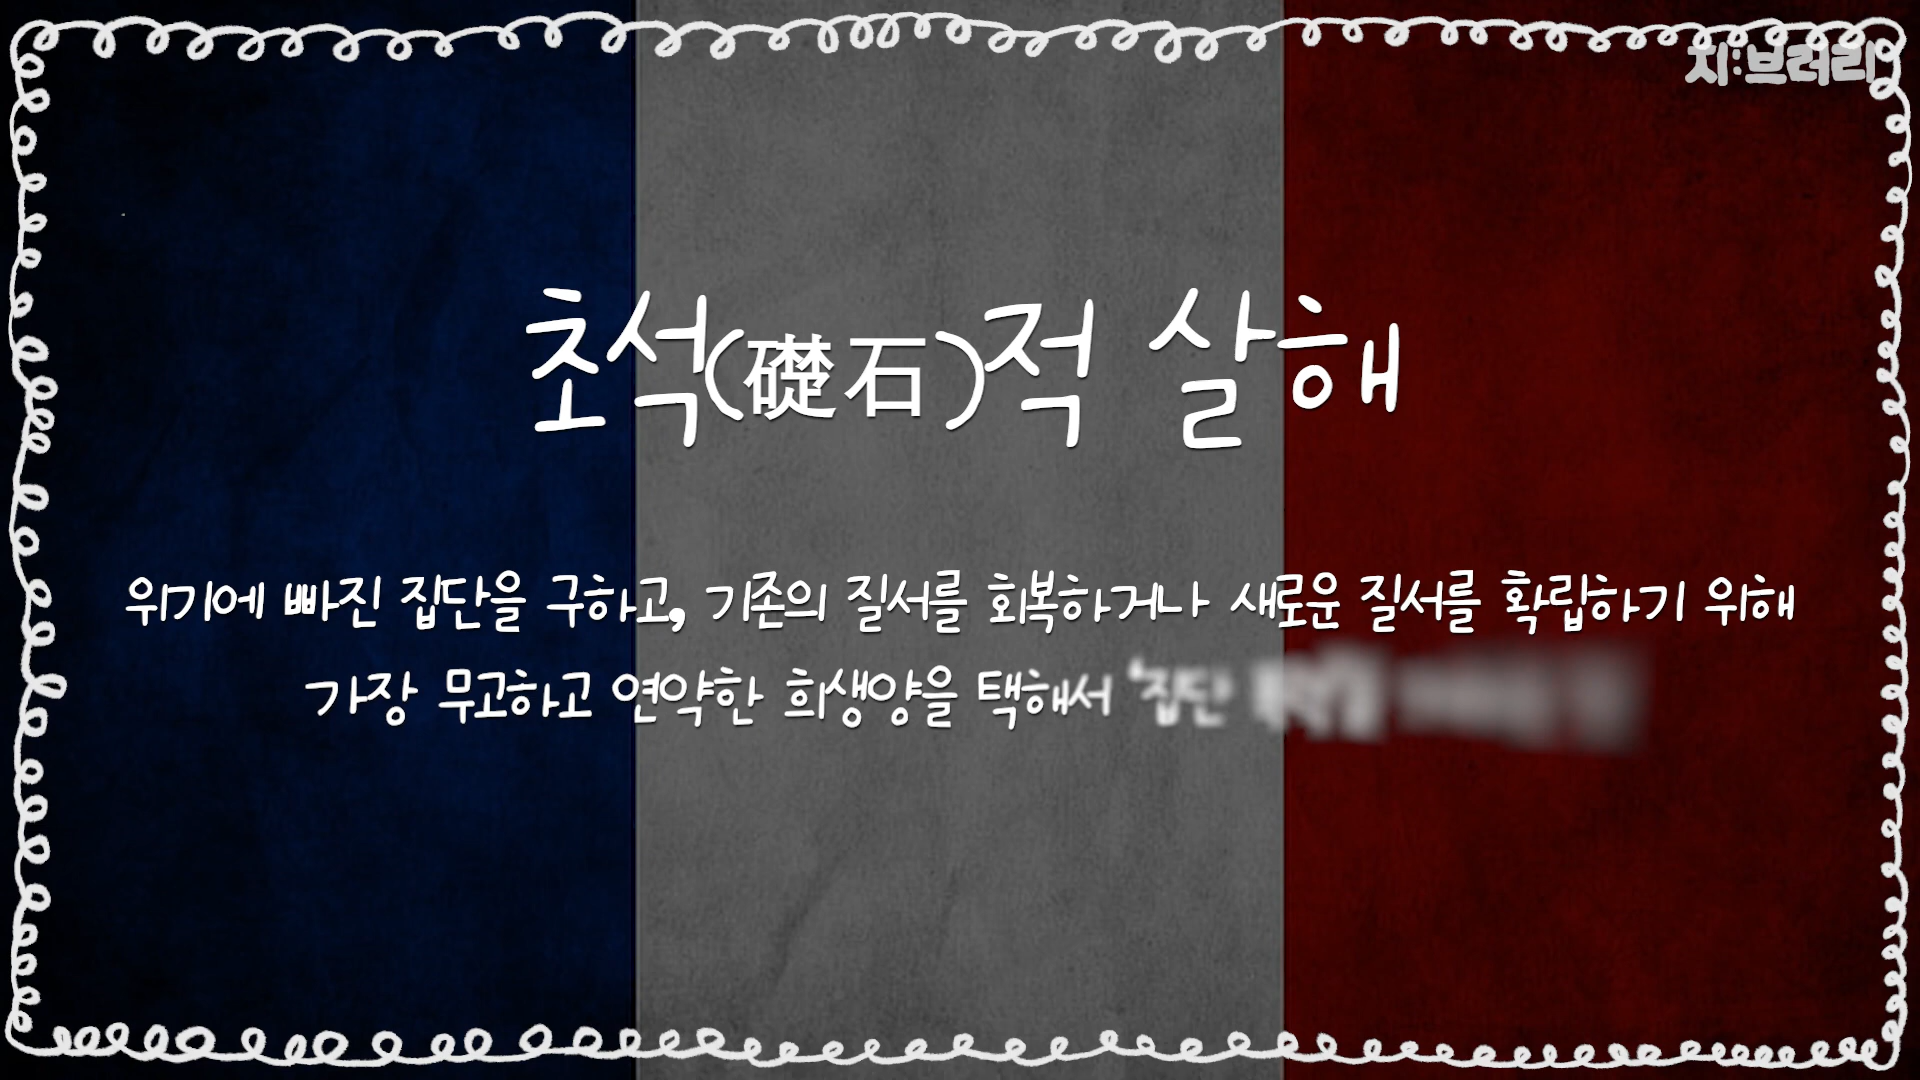 지:브러리
초석(礎石)적 살해
위기에 빠진 집단을 구하고, 기존의 질서를 회복하거나 새로운 질서를 확립하기 위해
가장 무고하고 연약한 희생양을 택해서 '집단